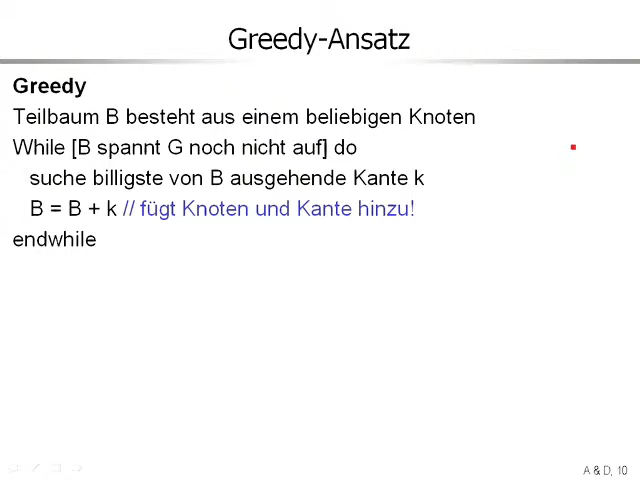 Greedy-Ansatz
Greedy
Teilbaum B besteht aus einem beliebigen Knoten
While [B spannt G noch nicht auf] do
suche billigste von B ausgehende Kante k
B = B + k // fügt Knoten und Kante hinzu!
endwhile
A & D, 10